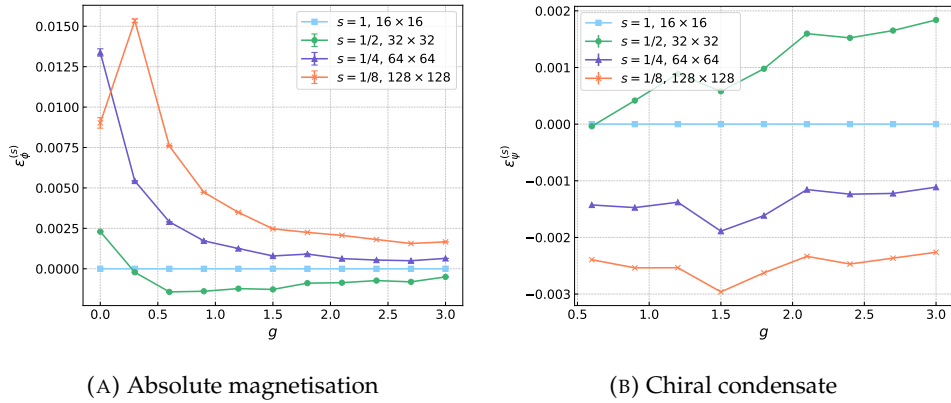 0.0150
0.0125
0.0100
0.0075
0.0050
0.0025
0.0000
ε_ϕ^(s)
s = 1, 16 × 16
s = 1/2, 32 × 32
s = 1/4, 64 × 64
s = 1/8, 128 × 128
0.0 0.5 1.0 1.5 2.0 2.5 3.0
g
(A) Absolute magnetisation
0.002
0.001
0.000
−0.001
−0.002
−0.003
ε_ψ^(s)
s = 1, 16 × 16
s = 1/2, 32 × 32
s = 1/4, 64 × 64
s = 1/8, 128 × 128
0.5 1.0 1.5 2.0 2.5 3.0
g
(B) Chiral condensate